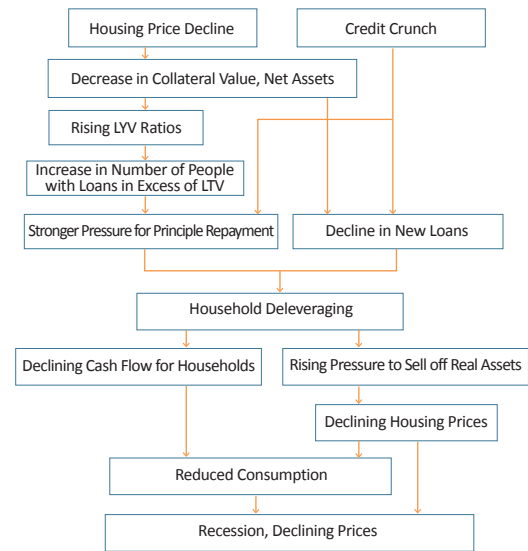 Housing Price Decline
Credit Crunch
Decrease in Collateral Value, Net Assets
Rising LYV Ratios
Increase in Number of People
with Loans in Excess of LTV
Stronger Pressure for Principle Repayment
Decline in New Loans
Household Deleveraging
Declining Cash Flow for Households
Rising Pressure to Sell off Real Assets
Declining Housing Prices
Reduced Consumption
Recession, Declining Prices